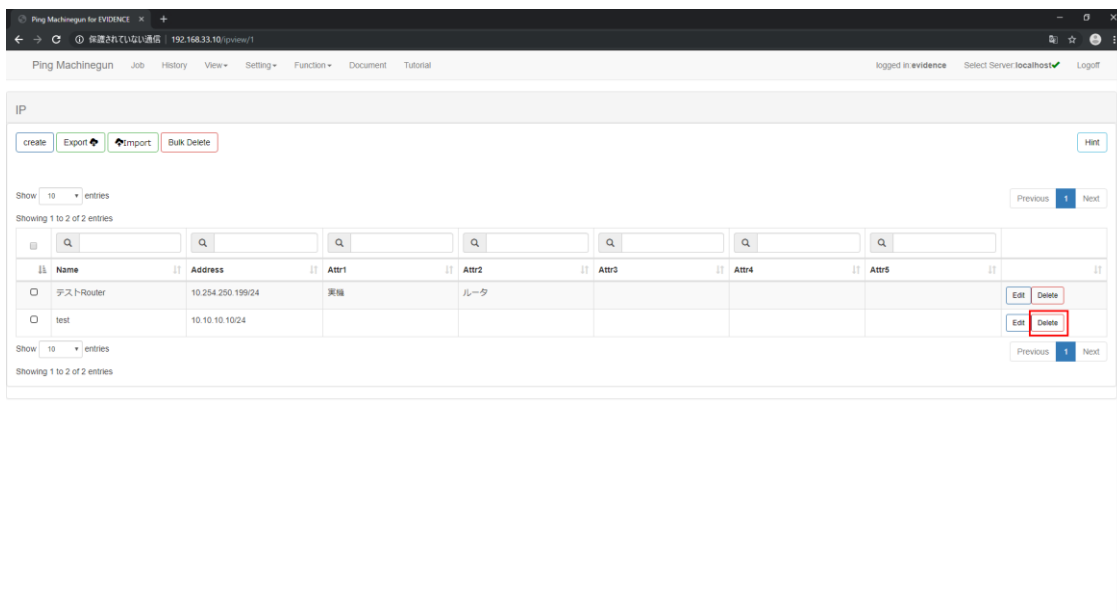 Ping Machinegun for EVIDENCE
保護されていない通信 | 192.168.33.10/ipview/1
Ping Machinegun Job History View Setting Function Document Tutorial logged in:evidence Select Server:localhost Logoff
IP
create Export Import Bulk Delete Hint
Show 10 entries Previous 1 Next
Showing 1 to 2 of 2 entries
Name Address Attr1 Attr2 Attr3 Attr4 Attr5
テストRouter 10.254.250.199/24 実機 ルータ Edit Delete
test 10.10.10.10/24 Edit Delete
Show 10 entries Previous 1 Next
Showing 1 to 2 of 2 entries